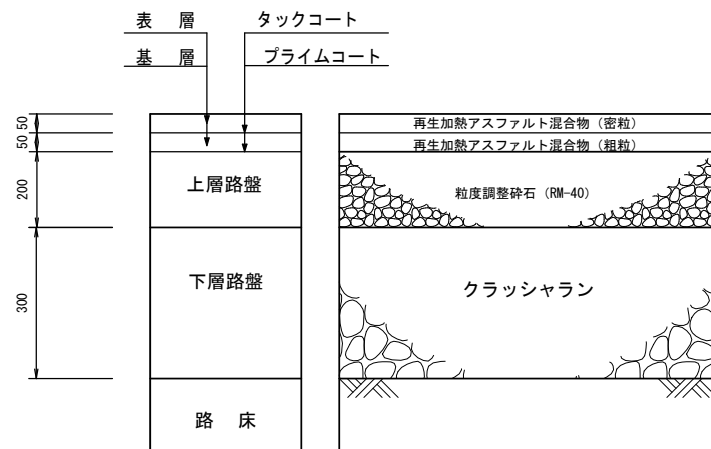 表 層 タックコート
基 層 プライムコート
50
50
200
300
上層路盤
下層路盤
路 床
再生加熱アスファルト混合物（密粒）
再生加熱アスファルト混合物（粗粒）
粒度調整砕石（RM-40）
クラッシャラン